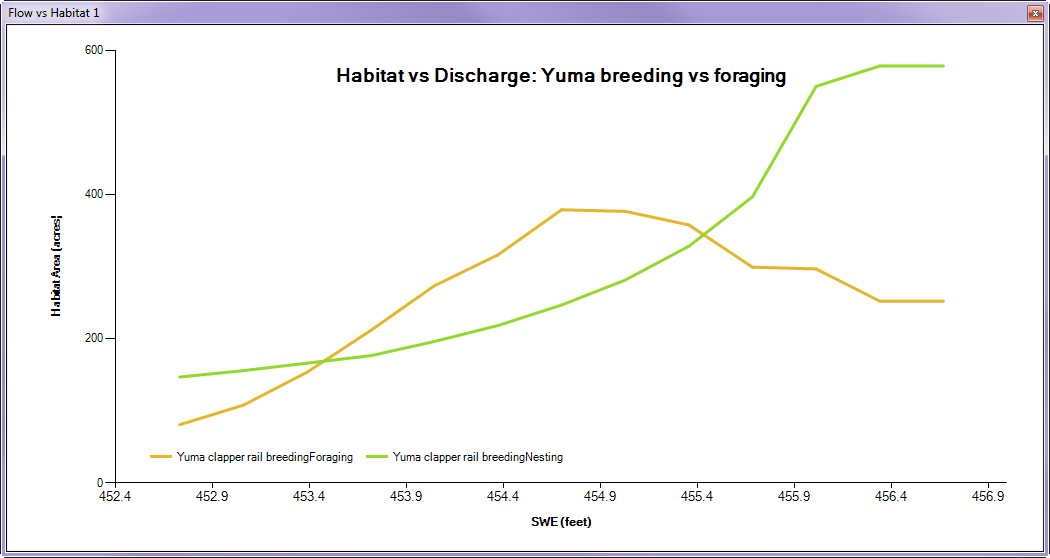 Flow vs Habitat 1
Habitat vs Discharge: Yuma breeding vs foraging
600
400
200
0
Habitat Area (acres)
Yuma clapper rail breedingForaging
Yuma clapper rail breedingNesting
452.4 452.9 453.4 453.9 454.4 454.9 455.4 455.9 456.4 456.9
SWE (feet)